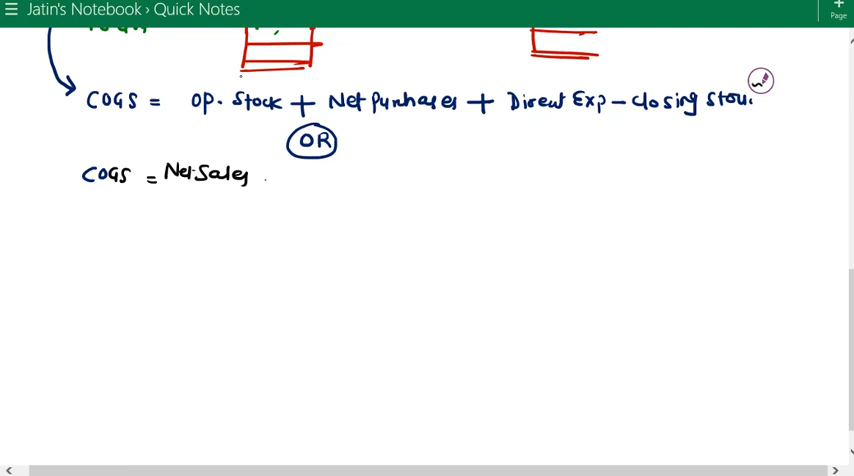 Jatin's Notebook › Quick Notes
Page
COGS = OP. Stock + Net Purchases + Direct Exp - closing stock
OR
COGS = Net Sales